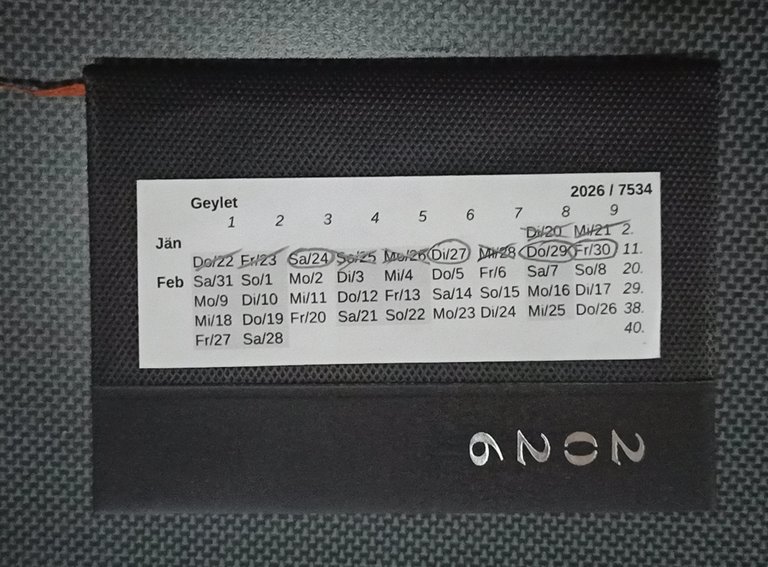 Geylet 2026 / 7534
1 2 3 4 5 6 7 8 9
Jän Di/20 Mi/21 2.
Do/22 Fr/23 Sa/24 So/25 Mo/26 Di/27 Mi/28 Do/29 Fr/30 11.
Feb Sa/31 So/1 Mo/2 Di/3 Mi/4 Do/5 Fr/6 Sa/7 So/8 20.
Mo/9 Di/10 Mi/11 Do/12 Fr/13 Sa/14 So/15 Mo/16 Di/17 29.
Mi/18 Do/19 Fr/20 Sa/21 So/22 Mo/23 Di/24 Mi/25 Do/26 38.
Fr/27 Sa/28 40.
2026